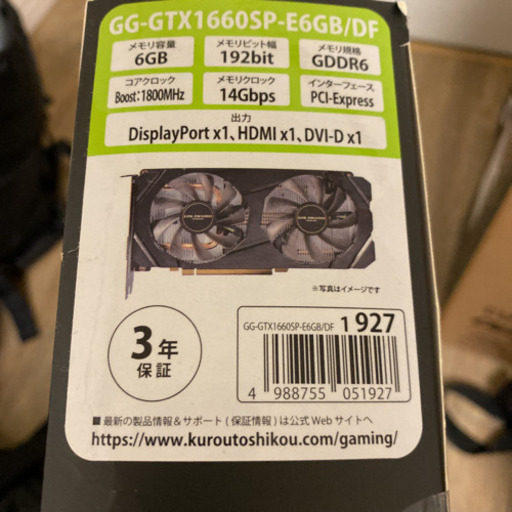 GG-GTX1660SP-E6GB/DF
メモリ容量 メモリビット幅 メモリ規格
6GB 192bit GDDR6
コアクロック メモリクロック インターフェース
Boost:1800MHz 14Gbps PCI-Express
出力
DisplayPort x1、HDMI x1、DVI-D x1
※写真はイメージです
3年
保証
GG-GTX1660SP-E6GB/DF 1927
4 988755 051927
■ 最新の製品情報&サポート(保証情報)は公式Webサイトへ
https://www.kuroutoshikou.com/gaming/